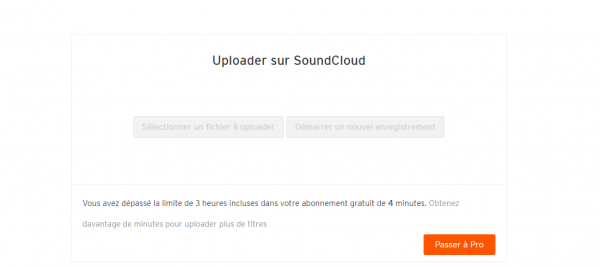 Uploader sur SoundCloud
Sélectionner un fichier à uploader Démarrer un nouvel enregistrement
Vous avez dépassé la limite de 3 heures incluses dans votre abonnement gratuit de 4 minutes. Obtenez
davantage de minutes pour uploader plus de titres
Passer à Pro